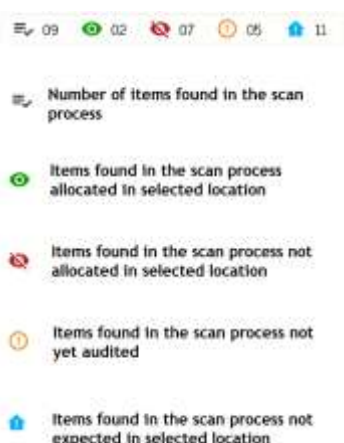 09 02 07 05 11
Number of items found in the scan
process
Items found in the scan process
allocated in selected location
Items found in the scan process not
allocated in selected location
Items found in the scan process not
yet audited
Items found in the scan process not
expected in selected location